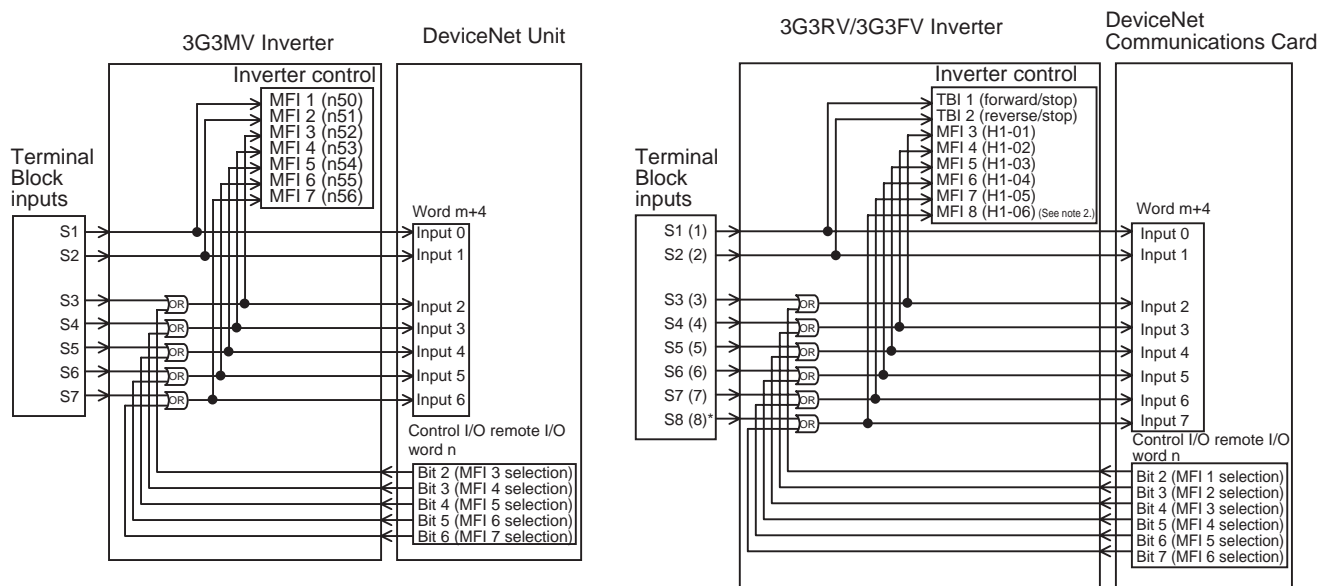 3G3MV Inverter
DeviceNet Unit
Inverter control
MFI 1 (n50)
MFI 2 (n51)
MFI 3 (n52)
MFI 4 (n53)
MFI 5 (n54)
MFI 6 (n55)
MFI 7 (n56)
Terminal
Block
inputs
S1
S2
S3
S4
S5
S6
S7
OR
OR
OR
OR
OR
Word m+4
Input 0
Input 1
Input 2
Input 3
Input 4
Input 5
Input 6
Control I/O remote I/O
word n
Bit 2 (MFI 3 selection)
Bit 3 (MFI 4 selection)
Bit 4 (MFI 5 selection)
Bit 5 (MFI 6 selection)
Bit 6 (MFI 7 selection)
3G3RV/3G3FV Inverter
DeviceNet
Communications Card
Inverter control
TBI 1 (forward/stop)
TBI 2 (reverse/stop)
MFI 3 (H1-01)
MFI 4 (H1-02)
MFI 5 (H1-03)
MFI 6 (H1-04)
MFI 7 (H1-05)
MFI 8 (H1-06) (See note 2.)
Terminal
Block
inputs
S1 (1)
S2 (2)
S3 (3)
S4 (4)
S5 (5)
S6 (6)
S7 (7)
S8 (8)*
OR
OR
OR
OR
OR
OR
Word m+4
Input 0
Input 1
Input 2
Input 3
Input 4
Input 5
Input 6
Input 7
Control I/O remote I/O
word n
Bit 2 (MFI 1 selection)
Bit 3 (MFI 2 selection)
Bit 4 (MFI 3 selection)
Bit 5 (MFI 4 selection)
Bit 6 (MFI 5 selection)
Bit 7 (MFI 6 selection)